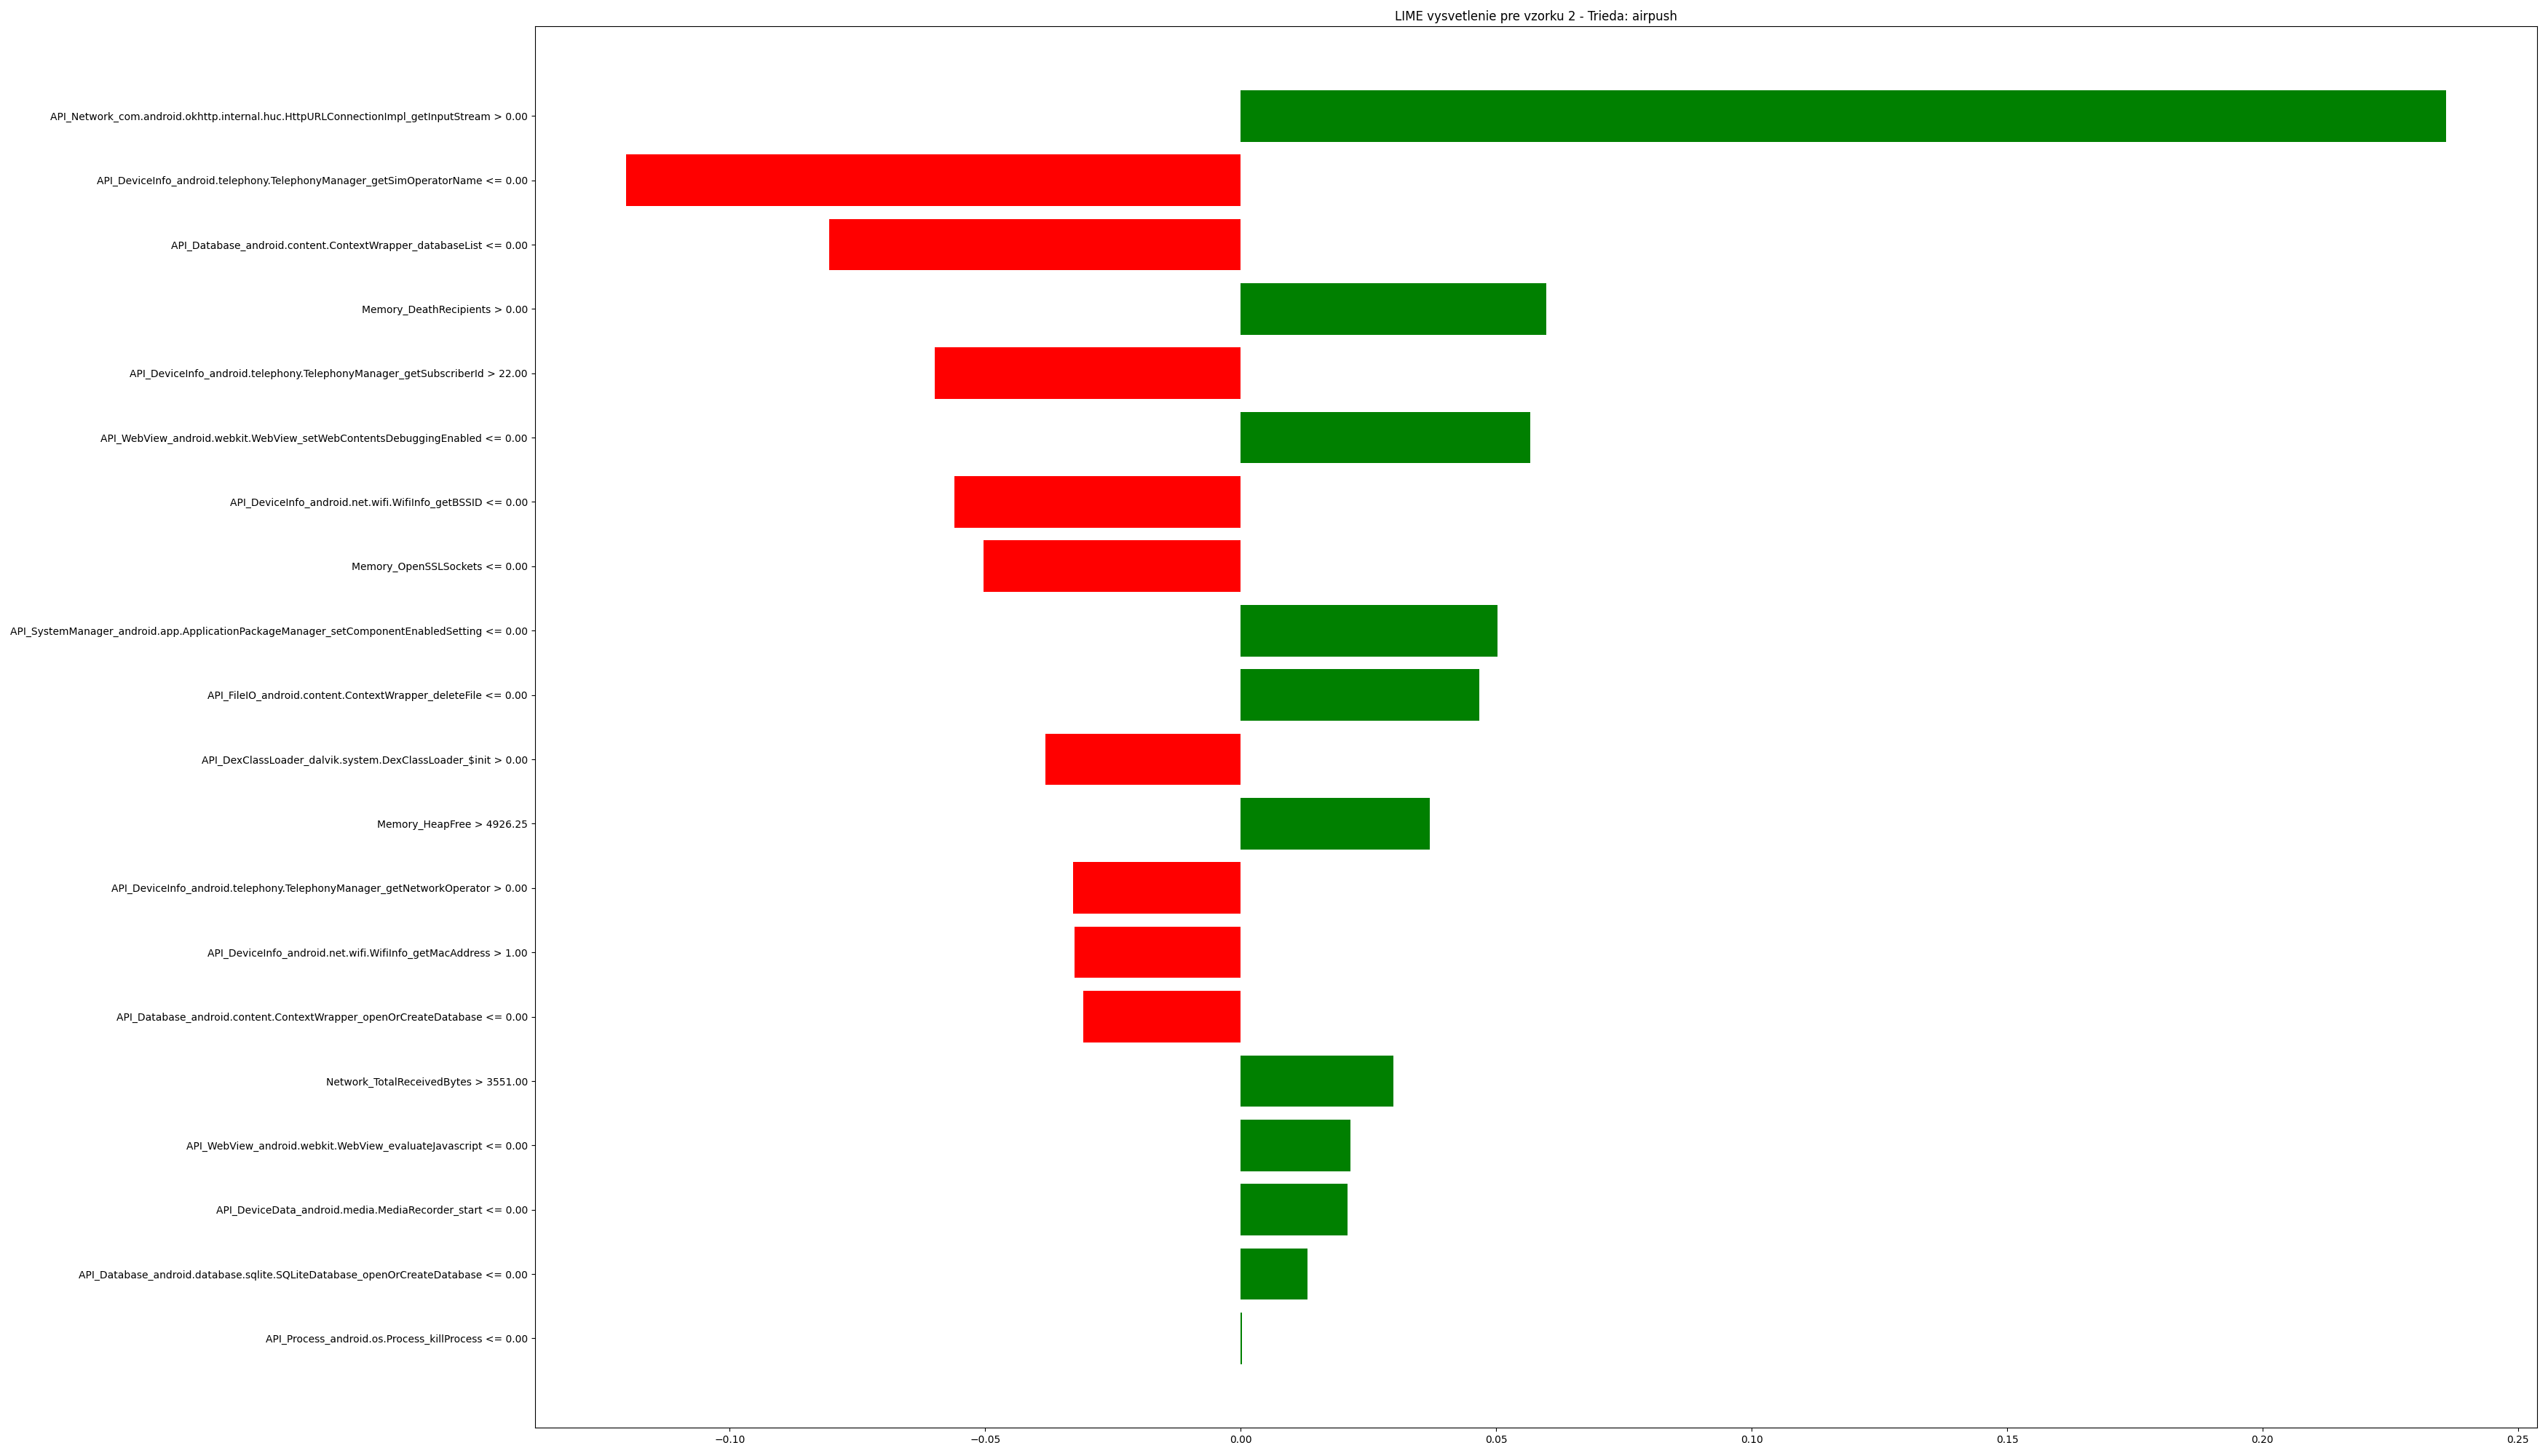 LIME vysvetlenie pre vzorku 2 - Trieda: airpush
API_Network_com.android.okhttp.internal.huc.HttpURLConnectionImpl_getInputStream > 0.00
API_DeviceInfo_android.telephony.TelephonyManager_getSimOperatorName <= 0.00
API_Database_android.content.ContextWrapper_databaseList <= 0.00
Memory_DeathRecipients > 0.00
API_DeviceInfo_android.telephony.TelephonyManager_getSubscriberId > 22.00
API_WebView_android.webkit.WebView_setWebContentsDebuggingEnabled <= 0.00
API_DeviceInfo_android.net.wifi.WifiInfo_getBSSID <= 0.00
Memory_OpenSSLSockets <= 0.00
API_SystemManager_android.app.ApplicationPackageManager_setComponentEnabledSetting <= 0.00
API_FileIO_android.content.ContextWrapper_deleteFile <= 0.00
API_DexClassLoader_dalvik.system.DexClassLoader_$init > 0.00
Memory_HeapFree > 4926.25
API_DeviceInfo_android.telephony.TelephonyManager_getNetworkOperator > 0.00
API_DeviceInfo_android.net.wifi.WifiInfo_getMacAddress > 1.00
API_Database_android.content.ContextWrapper_openOrCreateDatabase <= 0.00
Network_TotalReceivedBytes > 3551.00
API_WebView_android.webkit.WebView_evaluateJavascript <= 0.00
API_DeviceData_android.media.MediaRecorder_start <= 0.00
API_Database_android.database.sqlite.SQLiteDatabase_openOrCreateDatabase <= 0.00
API_Process_android.os.Process_killProcess <= 0.00
−0.10 −0.05 0.00 0.05 0.10 0.15 0.20 0.25